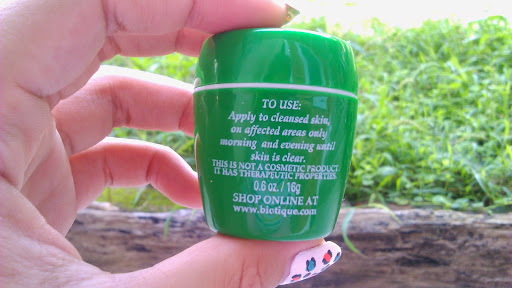 TO USE:
Apply to cleansed skin,
on affected areas only
morning and evening until
skin is clear.
THIS IS NOT A COSMETIC PRODUCT.
IT HAS THERAPEUTIC PROPERTIES.
0.6 oz. / 16g
SHOP ONLINE AT
www.biotique.com